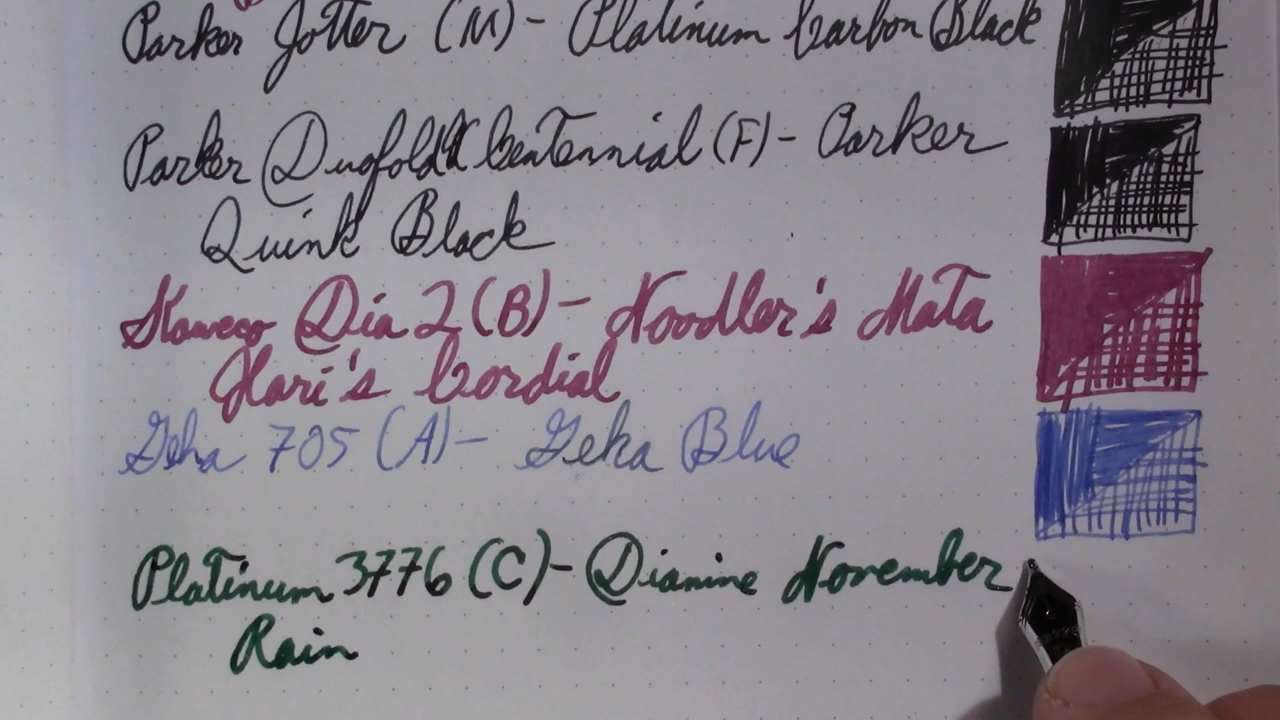 Parker Jotter (M) - Platinum Carbon Black
Parker Duofold Centennial (F) - Parker
Quink Black
Kaweco Dia 2 (B) - Noodler's Mata
Hari's Cordial
Geha 705 (A) - Geha Blue
Platinum 3776 (C) - Diamine November
Rain